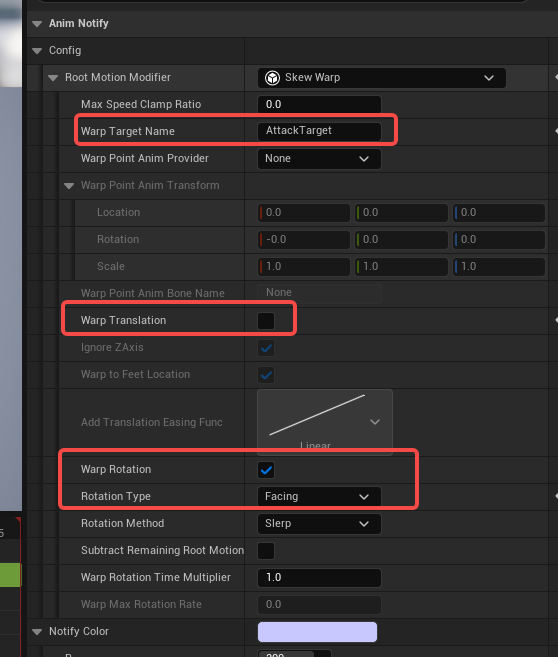 Anim Notify
Config
Root Motion Modifier Skew Warp
Max Speed Clamp Ratio 0.0
Warp Target Name AttackTarget
Warp Point Anim Provider None
Warp Point Anim Transform
Location 0.0 0.0 0.0
Rotation -0.0 0.0 0.0
Scale 1.0 1.0 1.0
Warp Point Anim Bone Name None
Warp Translation
Ignore ZAxis
Warp to Feet Location
Add Translation Easing Func
Linear
Warp Rotation
Rotation Type Facing
Rotation Method Slerp
5
Subtract Remaining Root Motion
Warp Rotation Time Multiplier 1.0
Warp Max Rotation Rate 0.0
Notify Color